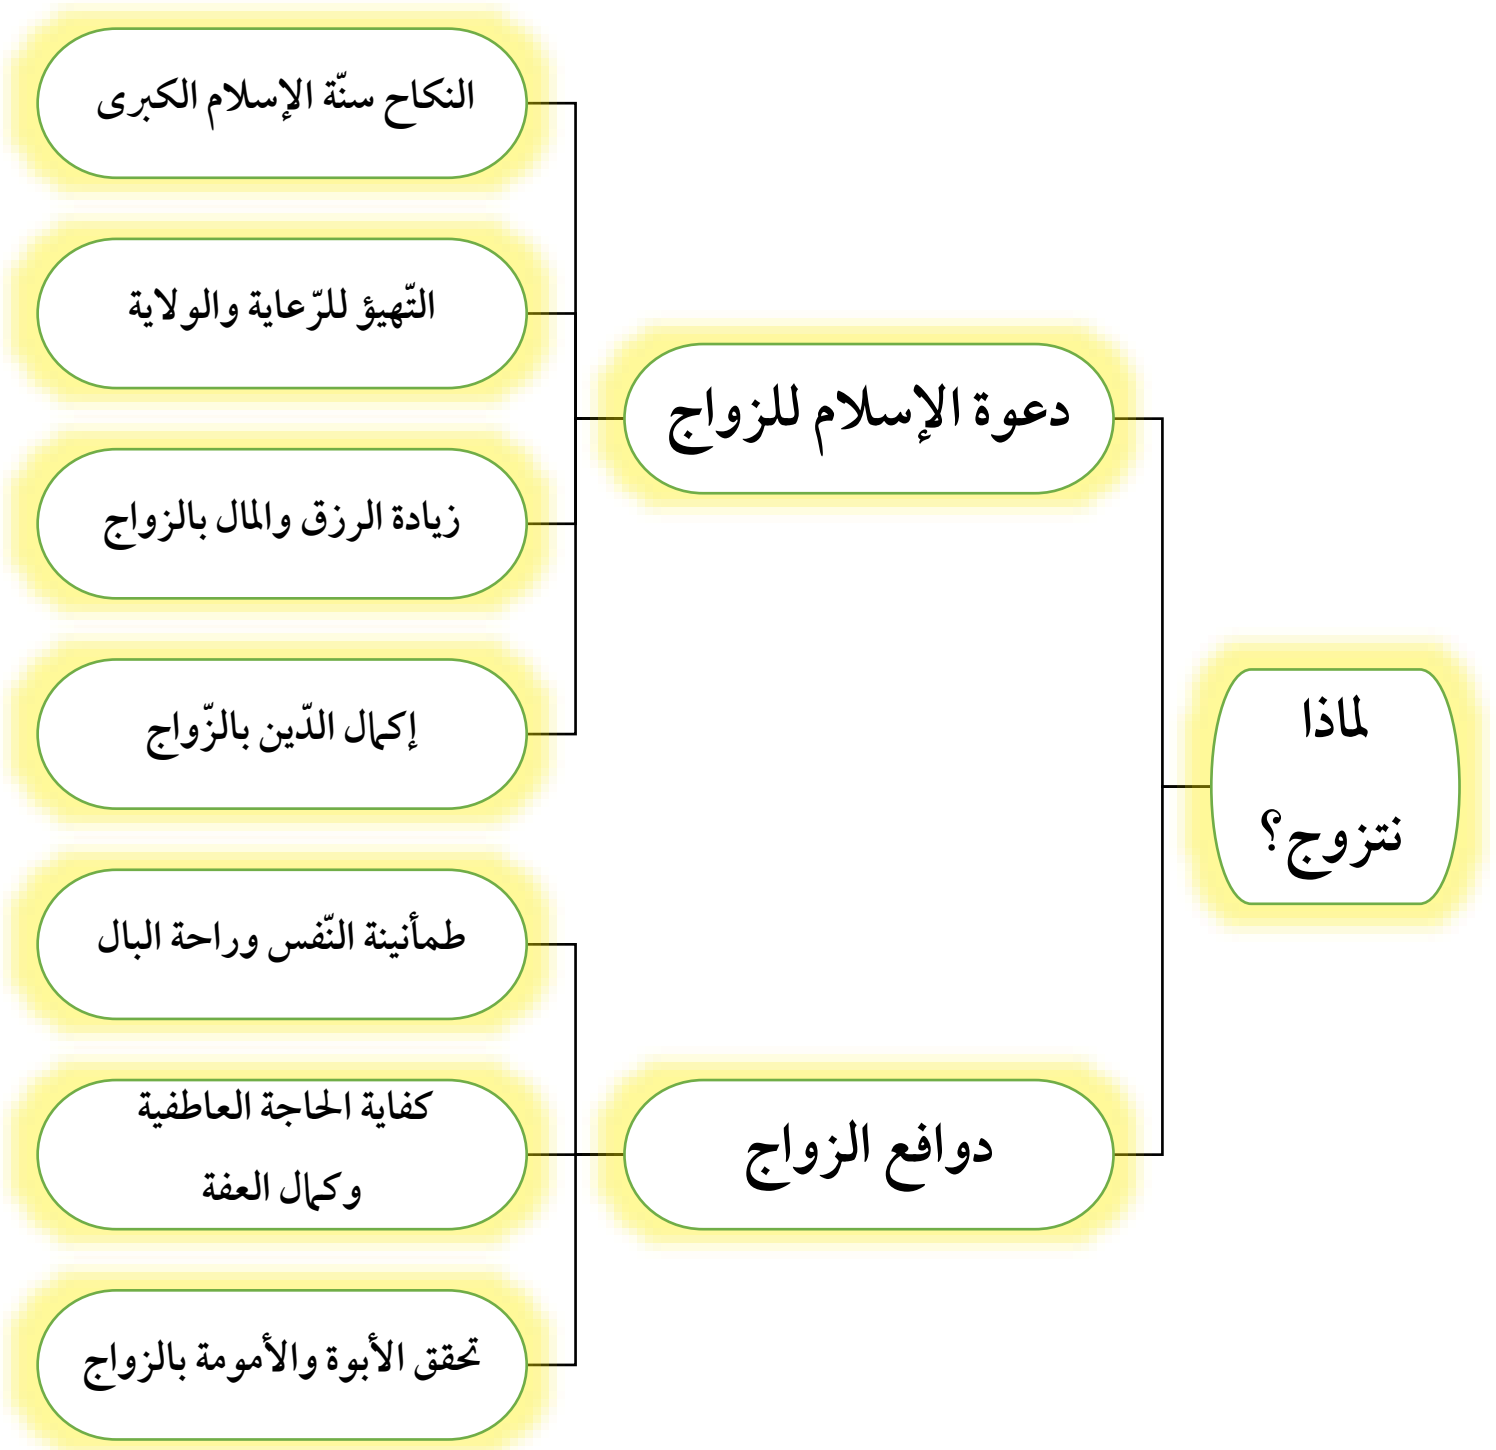 لماذا
نتزوج؟
دعوة الإسلام للزواج
النكاح سنّة الإسلام الكبرى
التّهيؤ للرّعاية والولاية
زيادة الرزق والمال بالزواج
إكمال الدّين بالزّواج
دوافع الزواج
طمأنينة النّفس وراحة البال
كفاية الحاجة العاطفية
وكمال العفة
تحقق الأبوة والأمومة بالزواج